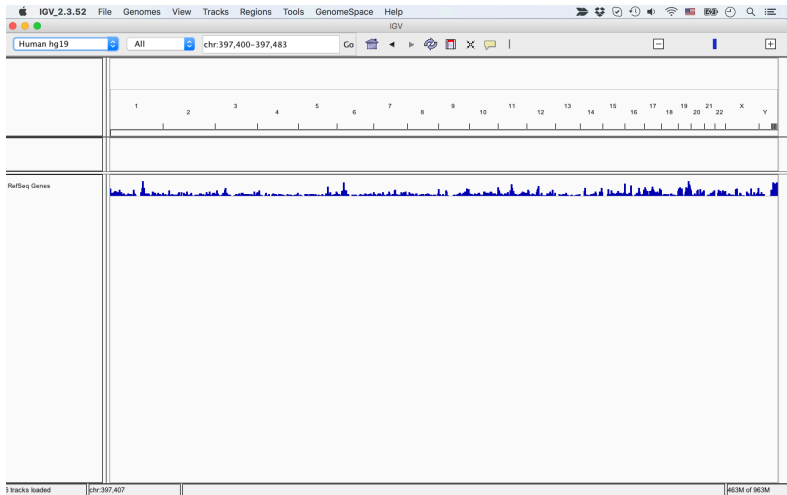 IGV_2.3.52 File Genomes View Tracks Regions Tools GenomeSpace Help
IGV
Human hg19 All chr:397,400-397,483 Go
1 2 3 4 5 6 7 8 9 10 11 12 13 14 15 16 17 18 19 20 21 22 X Y
RefSeq Genes
tracks loaded chr:397,407 463M of 963M